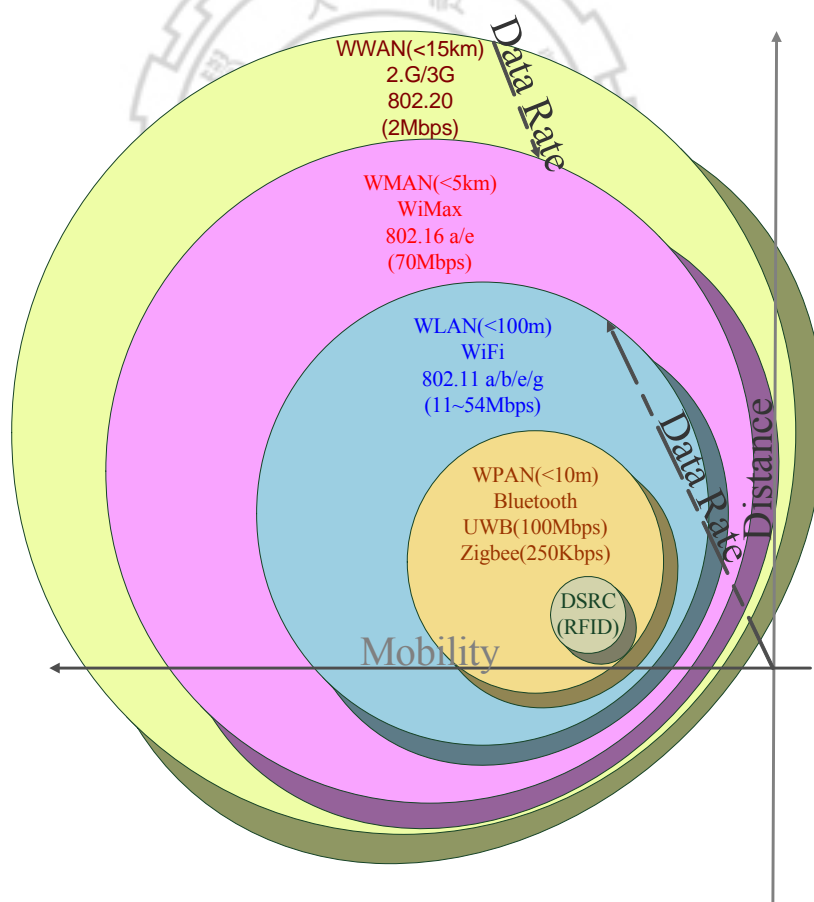 WWAN(<15km)
2.G/3G
802.20
(2Mbps)
Data Rate
WMAN(<5km)
WiMax
802.16 a/e
(70Mbps)
WLAN(<100m)
WiFi
802.11 a/b/e/g
(11~54Mbps)
Data Rate
Distance
WPAN(<10m)
Bluetooth
UWB(100Mbps)
Zigbee(250Kbps)
DSRC
(RFID)
Mobility